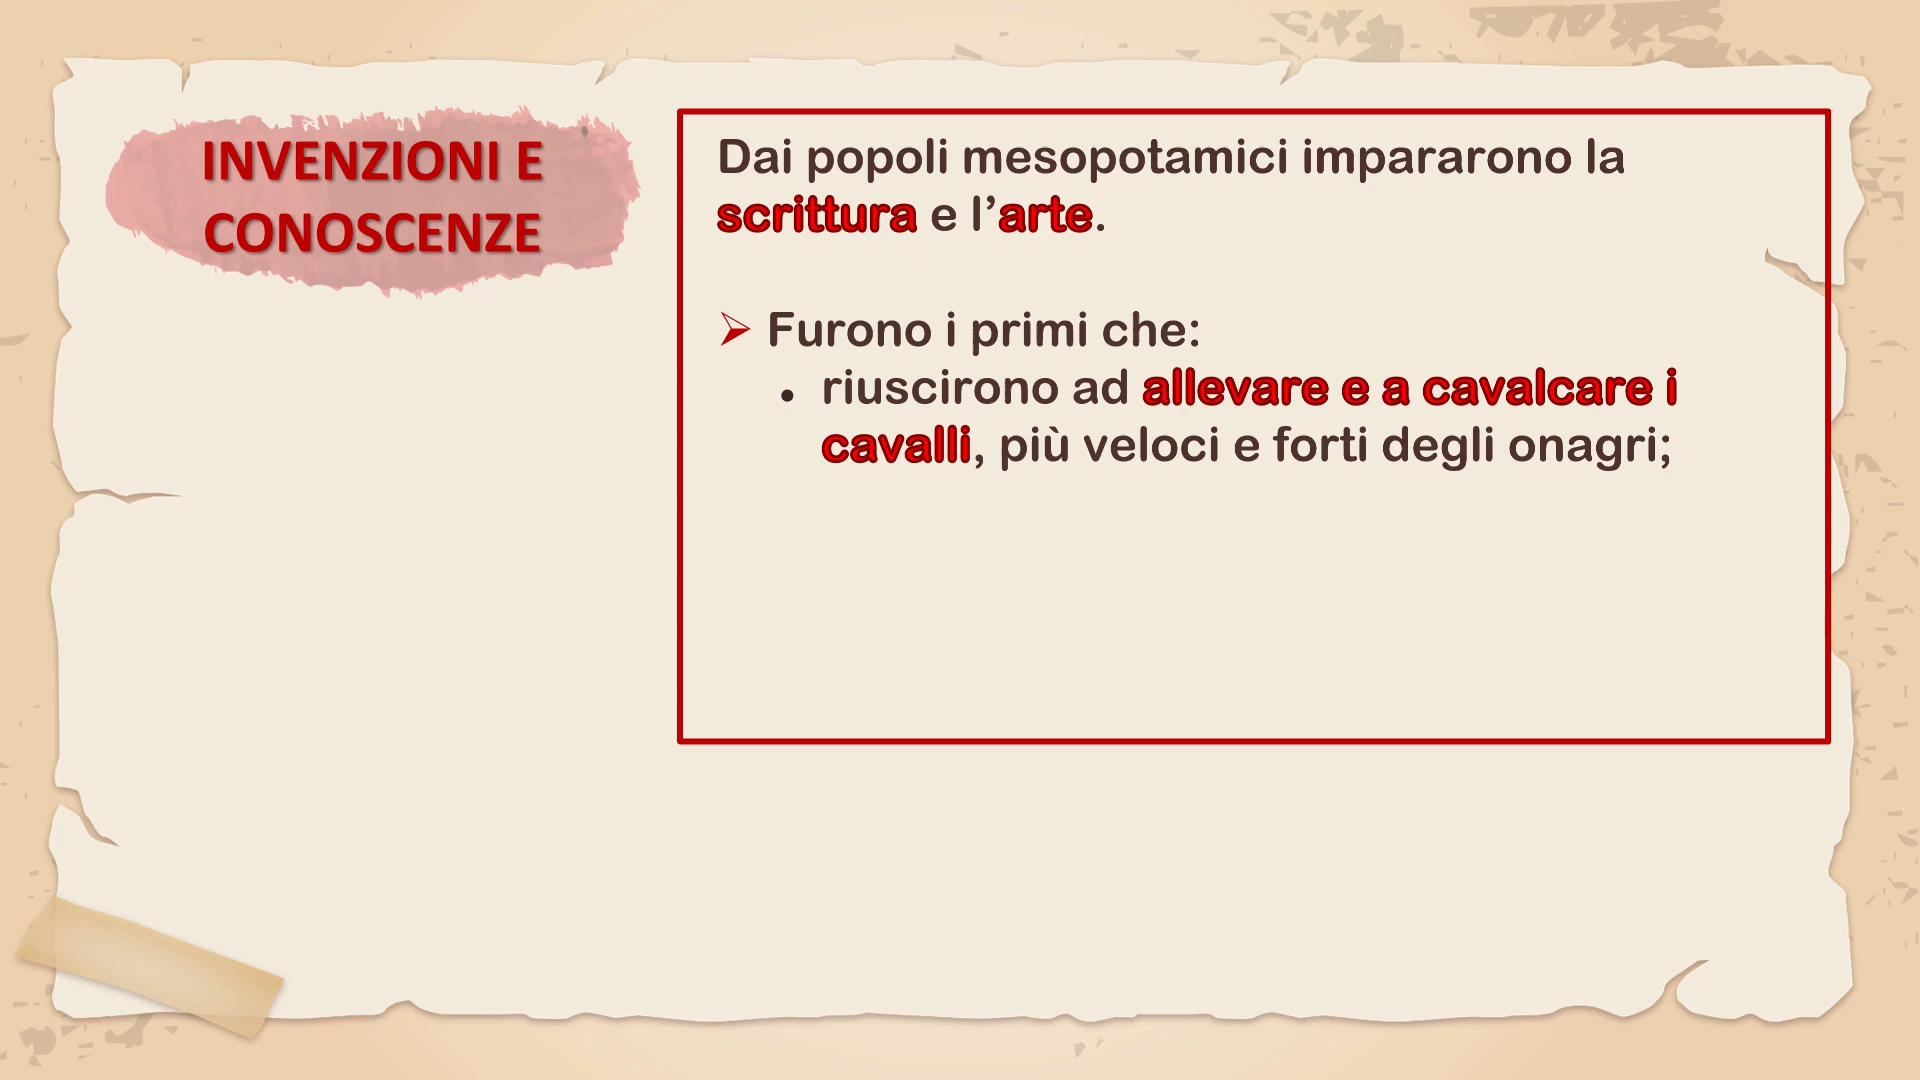 INVENZIONI E
CONOSCENZE
Dai popoli mesopotamici impararono la
scrittura e l’arte.
➢ Furono i primi che:
• riuscirono ad allevare e a cavalcare i
cavalli, più veloci e forti degli onagri;